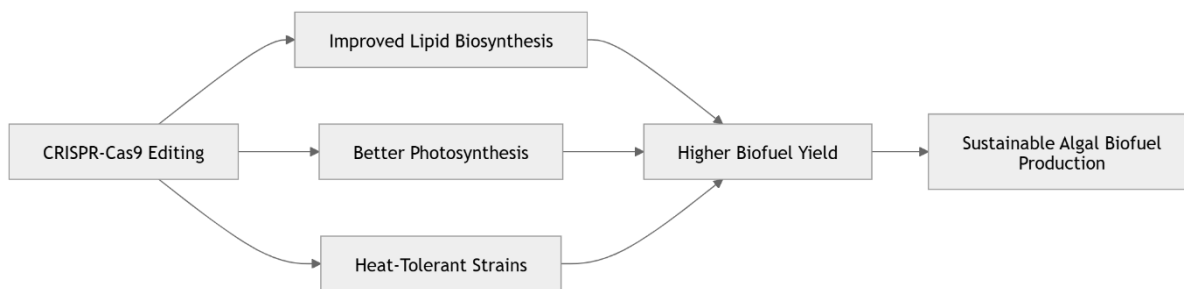 Improved Lipid Biosynthesis
CRISPR-Cas9 Editing
Better Photosynthesis
Higher Biofuel Yield
Sustainable Algal Biofuel
Production
Heat-Tolerant Strains